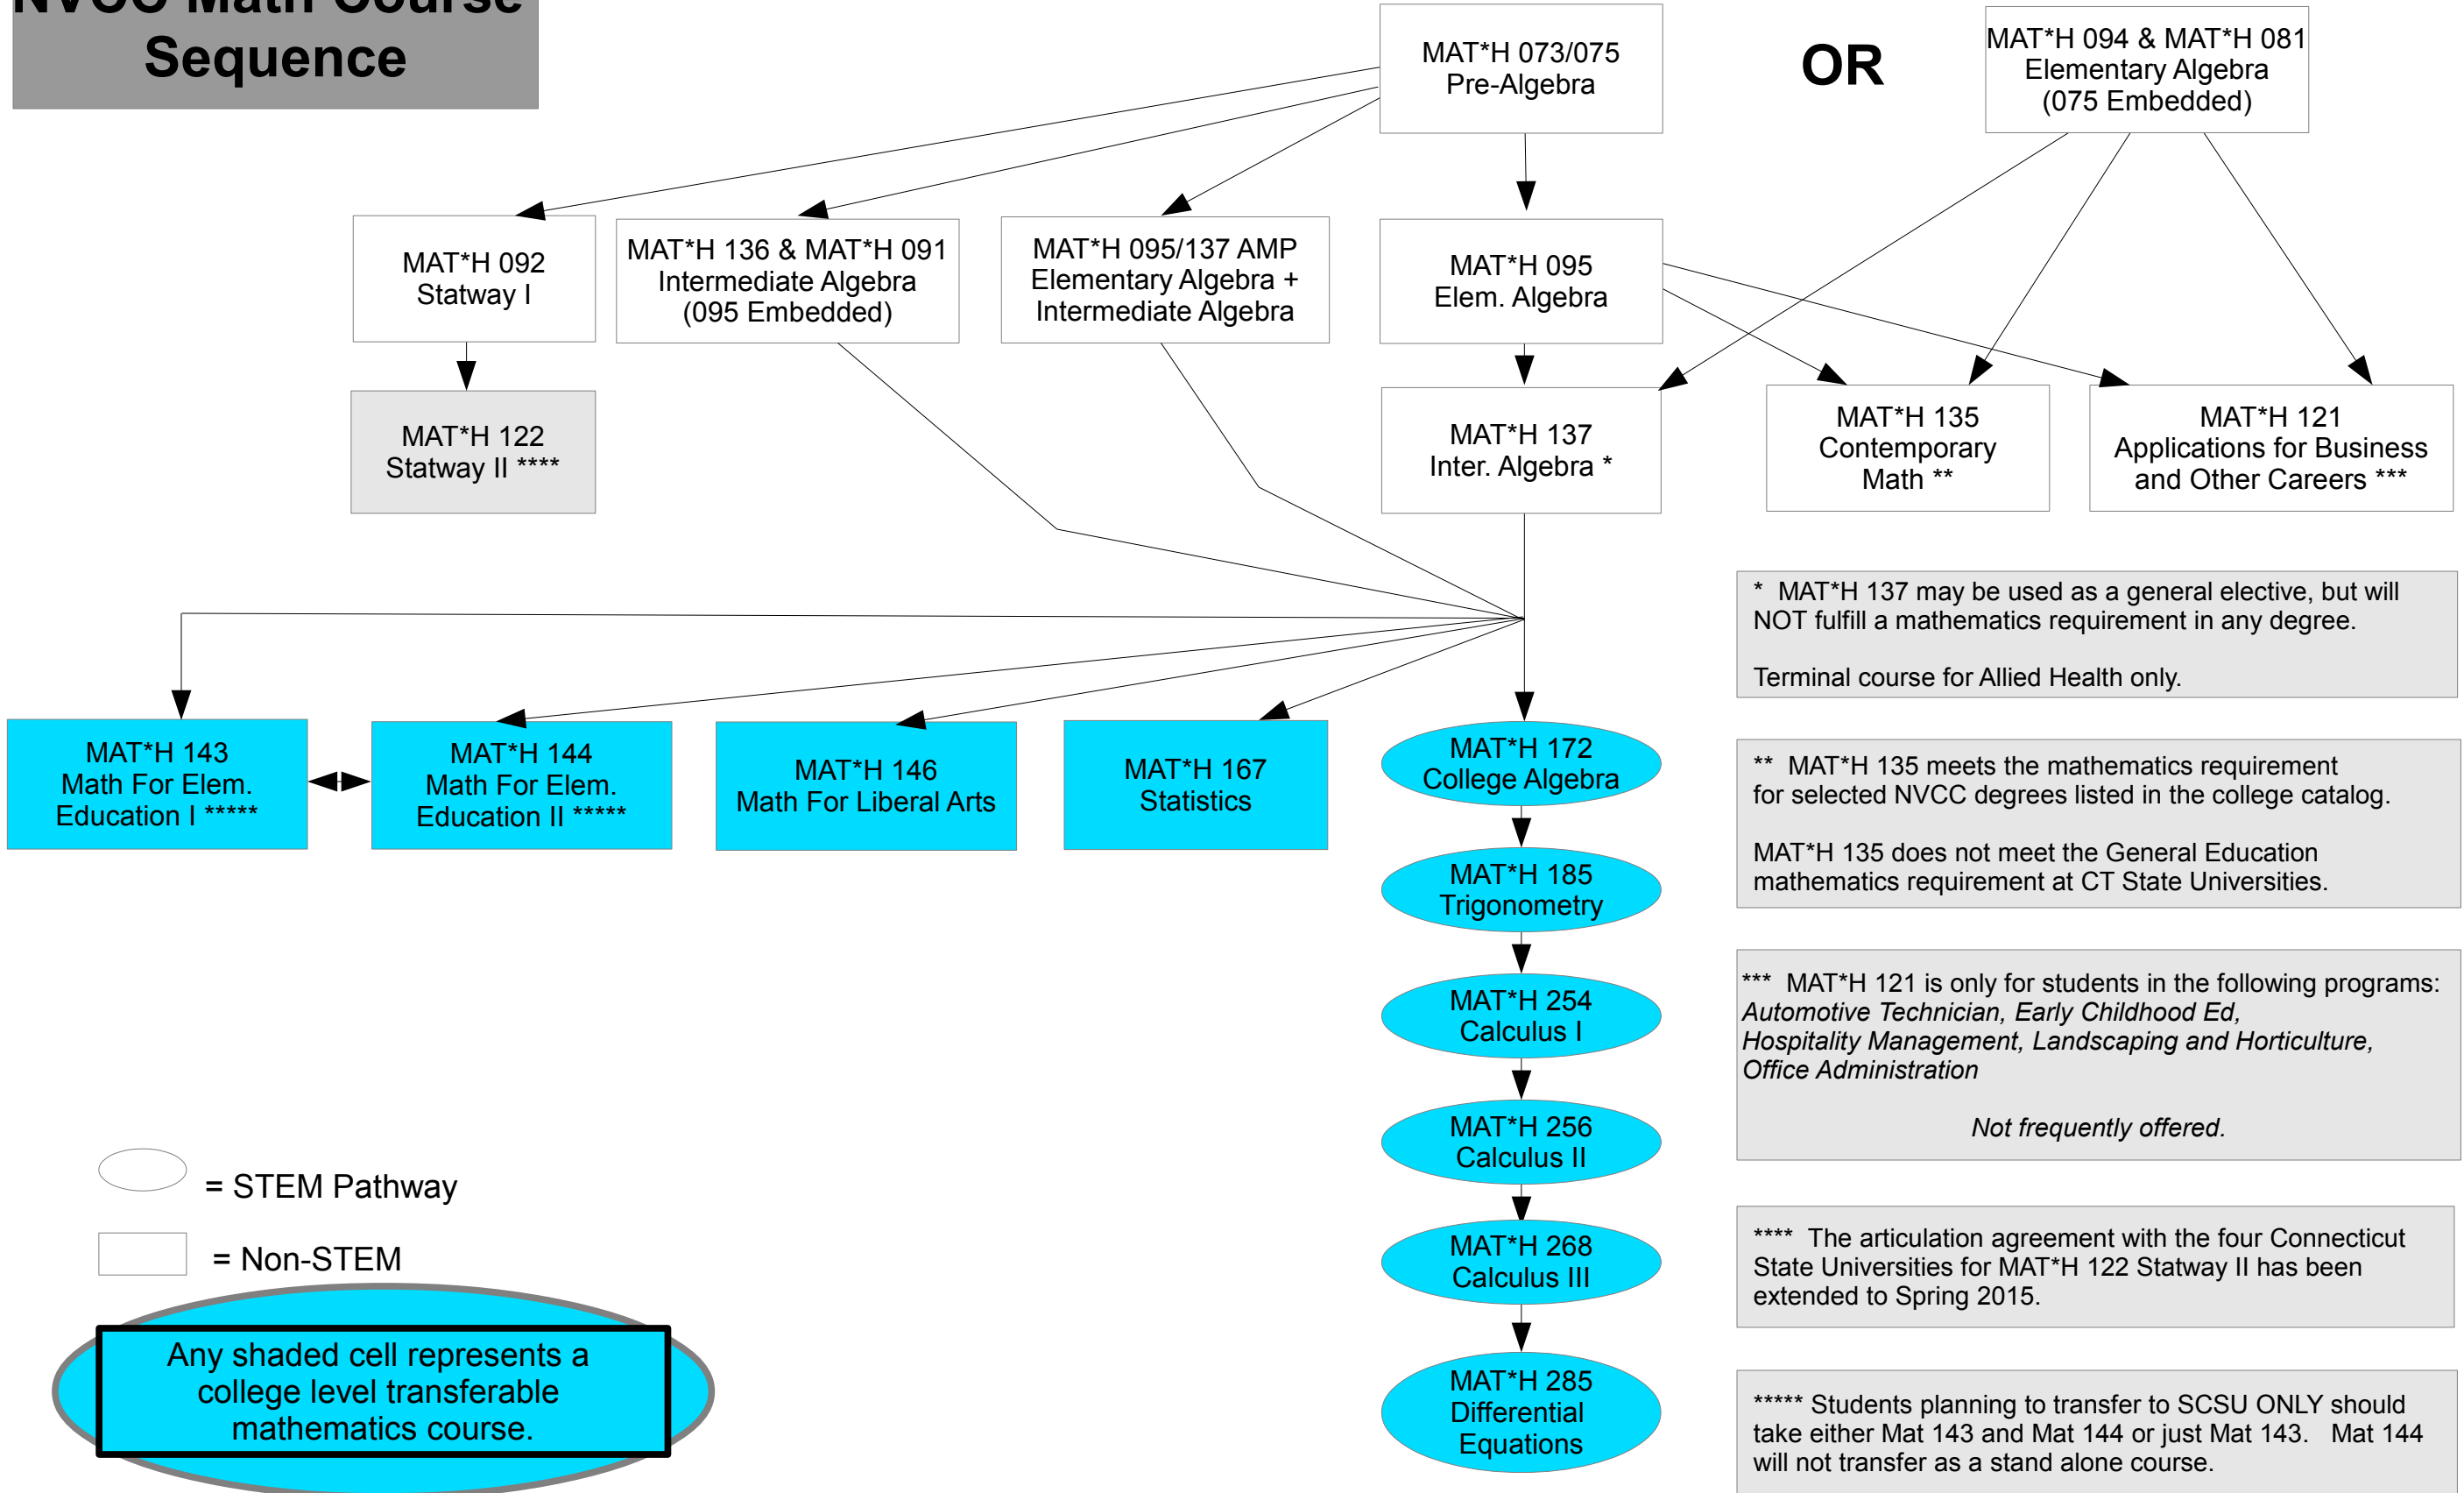 NVCC Math Course
Sequence
MAT*H 073/075
Pre-Algebra
OR
MAT*H 094 & MAT*H 081
Elementary Algebra
(075 Embedded)
MAT*H 092
Statway I
MAT*H 136 & MAT*H 091
Intermediate Algebra
(095 Embedded)
MAT*H 095/137 AMP
Elementary Algebra +
Intermediate Algebra
MAT*H 095
Elem. Algebra
MAT*H 122
Statway II ****
MAT*H 137
Inter. Algebra *
MAT*H 135
Contemporary
Math **
MAT*H 121
Applications for Business
and Other Careers ***
* MAT*H 137 may be used as a general elective, but will
NOT fulfill a mathematics requirement in any degree.
Terminal course for Allied Health only.
MAT*H 143
Math For Elem.
Education I *****
MAT*H 144
Math For Elem.
Education II *****
MAT*H 146
Math For Liberal Arts
MAT*H 167
Statistics
MAT*H 172
College Algebra
** MAT*H 135 meets the mathematics requirement
for selected NVCC degrees listed in the college catalog.
MAT*H 135 does not meet the General Education
mathematics requirement at CT State Universities.
MAT*H 185
Trigonometry
MAT*H 254
Calculus I
*** MAT*H 121 is only for students in the following programs:
Automotive Technician, Early Childhood Ed,
Hospitality Management, Landscaping and Horticulture,
Office Administration
Not frequently offered.
MAT*H 256
Calculus II
= STEM Pathway
= Non-STEM
MAT*H 268
Calculus III
**** The articulation agreement with the four Connecticut
State Universities for MAT*H 122 Statway II has been
extended to Spring 2015.
Any shaded cell represents a
college level transferable
mathematics course.
MAT*H 285
Differential
Equations
***** Students planning to transfer to SCSU ONLY should
take either Mat 143 and Mat 144 or just Mat 143. Mat 144
will not transfer as a stand alone course.